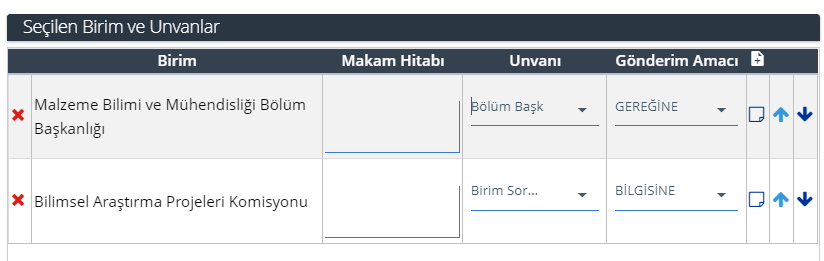 Seçilen Birim ve Unvanlar
Birim Makam Hitabı Unvanı Gönderim Amacı
Malzeme Bilimi ve Mühendisliği Bölüm
Başkanlığı
Bölüm Başk
GEREĞİNE
Bilimsel Araştırma Projeleri Komisyonu
Birim Sor...
BİLGİSİNE